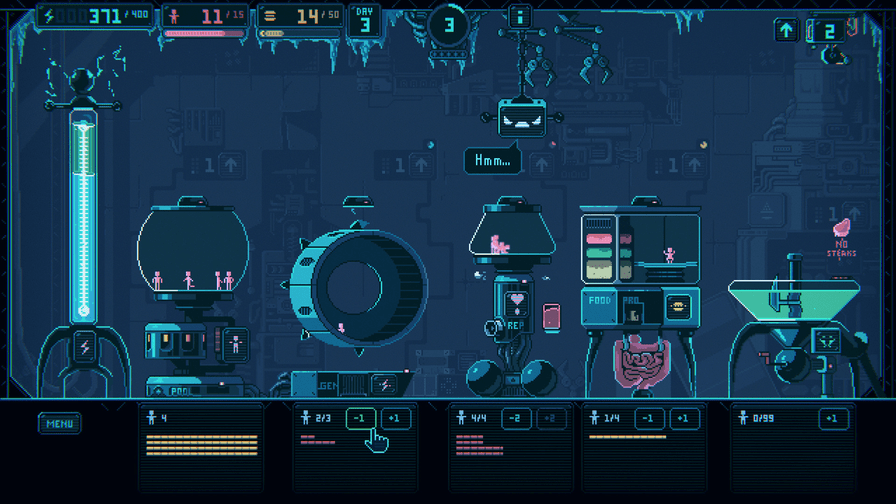 000371/400
11/15
14/50
DAY
3
3
2
1
1
1
1
Hmm...
NO
STEAKS
FOOD
PRO
REP
GEN
POOL
MENU
4
2/3 -1 +1
4/4 -2 +2
1/4 -1 +1
0/99 +1